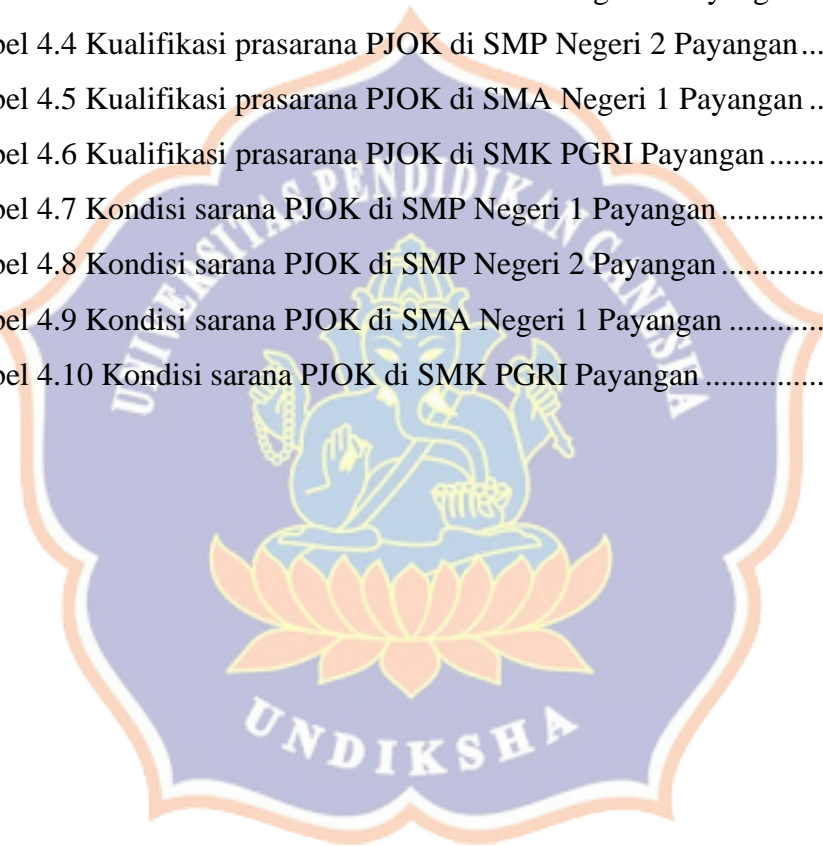 bel 4.4 Kualifikasi prasarana PJOK di SMP Negeri 2 Payangan ...
bel 4.5 Kualifikasi prasarana PJOK di SMA Negeri 1 Payangan ..
bel 4.6 Kualifikasi prasarana PJOK di SMK PGRI Payangan .......
bel 4.7 Kondisi sarana PJOK di SMP Negeri 1 Payangan .............
bel 4.8 Kondisi sarana PJOK di SMP Negeri 2 Payangan .............
bel 4.9 Kondisi sarana PJOK di SMA Negeri 1 Payangan ............
bel 4.10 Kondisi sarana PJOK di SMK PGRI Payangan ...............
UNIVERSITAS PENDIDIKAN GANESHA
UNDIKSHA